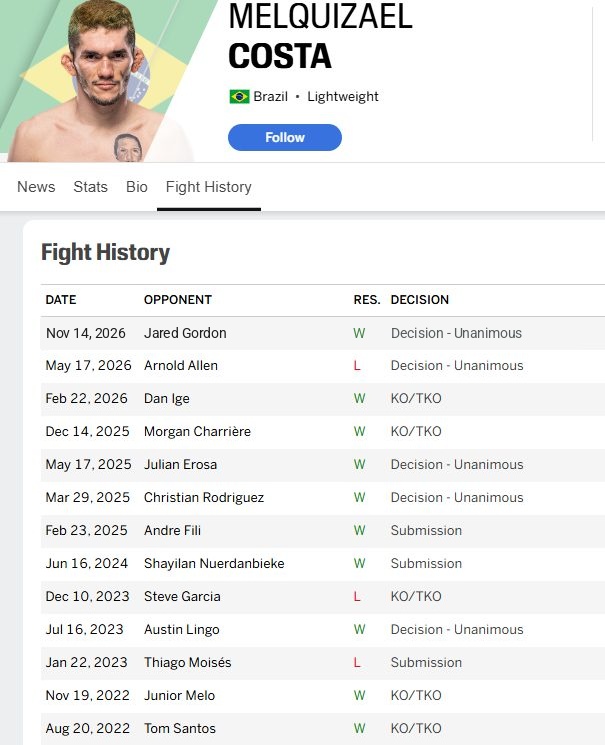 MELQUIZAEL
COSTA
Brazil • Lightweight
Follow
News Stats Bio Fight History
Fight History
DATE OPPONENT RES. DECISION
Nov 14, 2026 Jared Gordon W Decision - Unanimous
May 17, 2026 Arnold Allen L Decision - Unanimous
Feb 22, 2026 Dan Ige W KO/TKO
Dec 14, 2025 Morgan Charrière W KO/TKO
May 17, 2025 Julian Erosa W Decision - Unanimous
Mar 29, 2025 Christian Rodriguez W Decision - Unanimous
Feb 23, 2025 Andre Fili W Submission
Jun 16, 2024 Shayilan Nuerdanbieke W Submission
Dec 10, 2023 Steve Garcia L KO/TKO
Jul 16, 2023 Austin Lingo W Decision - Unanimous
Jan 22, 2023 Thiago Moisés L Submission
Nov 19, 2022 Junior Melo W KO/TKO
Aug 20, 2022 Tom Santos W KO/TKO